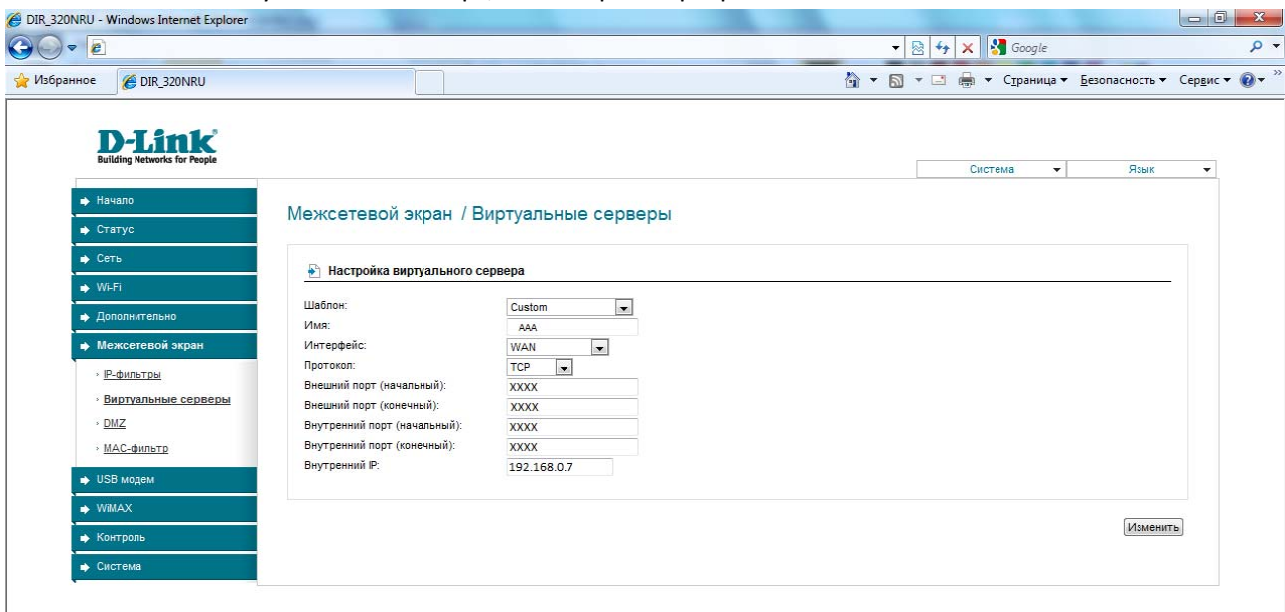 DIR_320NRU - Windows Internet Explorer
Google
Избранное DIR_320NRU Страница Безопасность Сервис
D-Link
Building Networks for People
Система Язык
Начало
Статус
Сеть
Wi-Fi
Дополнительно
Межсетевой экран
IP-фильтры
Виртуальные серверы
DMZ
MAC-фильтр
USB модем
WiMAX
Контроль
Система
Межсетевой экран / Виртуальные серверы
Настройка виртуального сервера
Шаблон: Custom
Имя: AAA
Интерфейс: WAN
Протокол: TCP
Внешний порт (начальный): XXXX
Внешний порт (конечный): XXXX
Внутренний порт (начальный): XXXX
Внутренний порт (конечный): XXXX
Внутренний IP: 192.168.0.7
Изменить